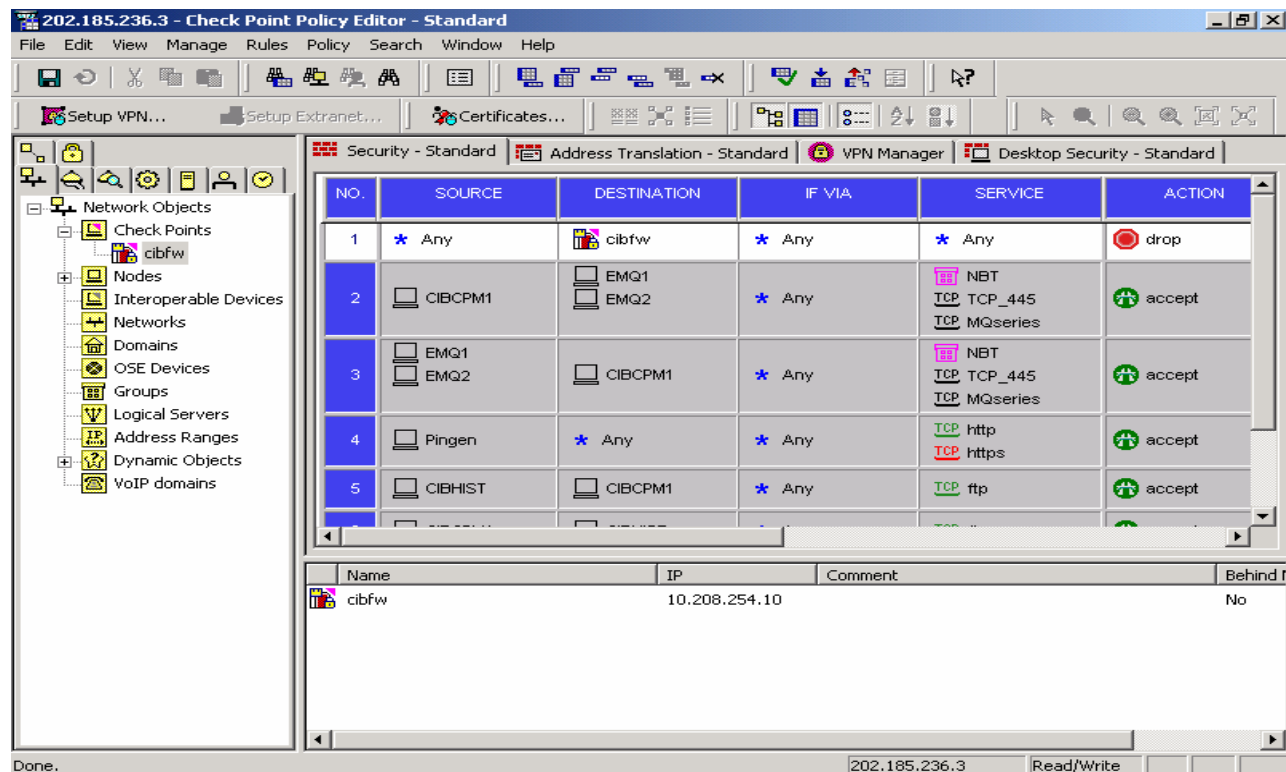 202.185.236.3 - Check Point Policy Editor - Standard
File Edit View Manage Rules Policy Search Window Help
Setup VPN... Setup Extranet... Certificates...
Security - Standard Address Translation - Standard VPN Manager Desktop Security - Standard
Network Objects
Check Points
cibfw
Nodes
Interoperable Devices
Networks
Domains
OSE Devices
Groups
Logical Servers
Address Ranges
Dynamic Objects
VoIP domains
NO. SOURCE DESTINATION IF VIA SERVICE ACTION
1 * Any cibfw * Any * Any drop
2 CIBCPM1 EMQ1 EMQ2 * Any NBT TCP TCP_445 TCP MQseries accept
3 EMQ1 EMQ2 CIBCPM1 * Any NBT TCP TCP_445 TCP MQseries accept
4 Pingen * Any * Any TCP http TCP https accept
5 CIBHIST CIBCPM1 * Any TCP ftp accept
Name IP Comment Behind
cibfw 10.208.254.10 No
Done. 202.185.236.3 Read/Write